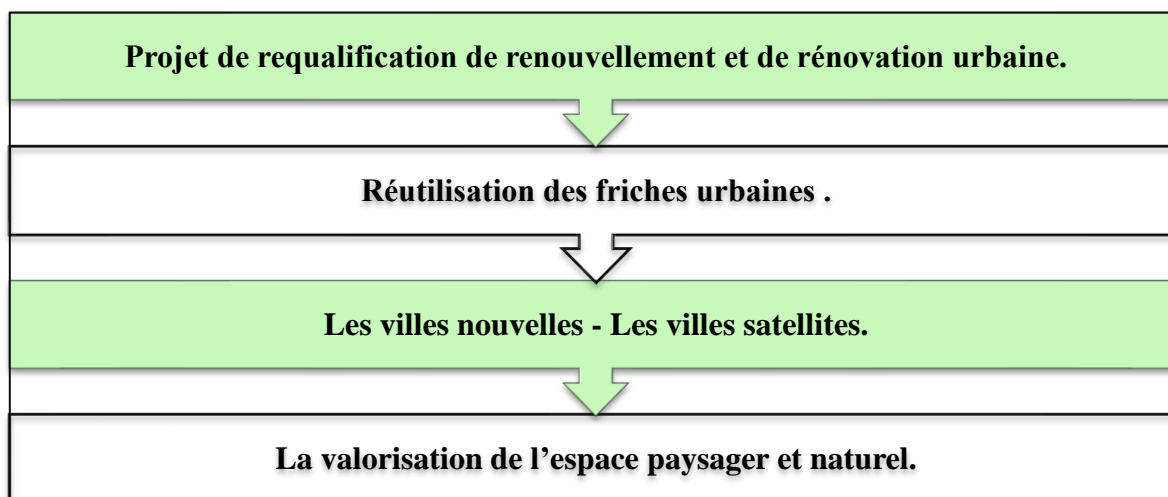 Projet de requalification de renouvellement et de rénovation urbaine.
Réutilisation des friches urbaines .
Les villes nouvelles - Les villes satellites.
La valorisation de l’espace paysager et naturel.